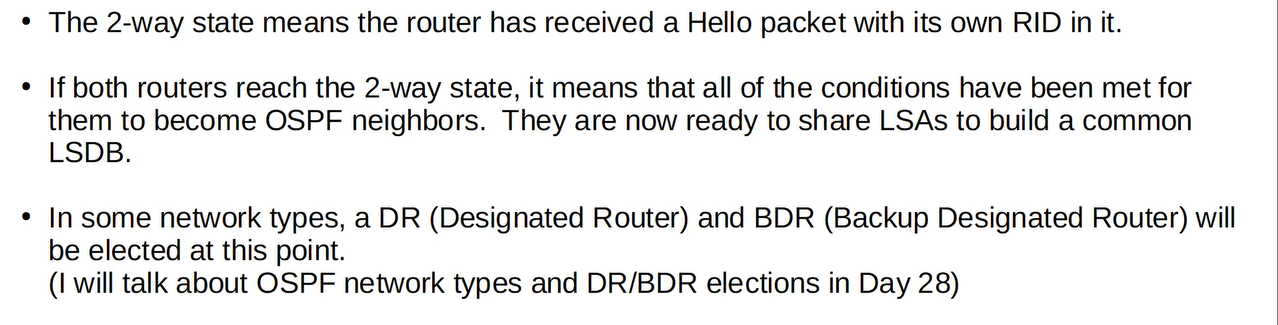 • The 2-way state means the router has received a Hello packet with its own RID in it.
• If both routers reach the 2-way state, it means that all of the conditions have been met for
them to become OSPF neighbors.  They are now ready to share LSAs to build a common
LSDB.
• In some network types, a DR (Designated Router) and BDR (Backup Designated Router) will
be elected at this point.
(I will talk about OSPF network types and DR/BDR elections in Day 28)